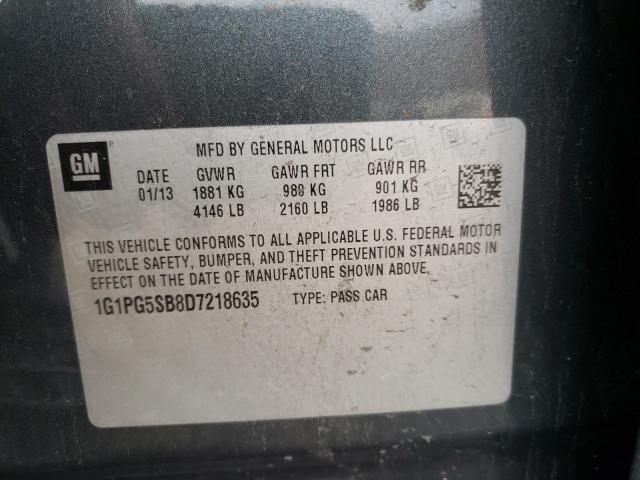 GM
MFD BY GENERAL MOTORS LLC
DATE GVWR GAWR FRT GAWR RR
01/13 1881 KG 980 KG 901 KG
4146 LB 2160 LB 1986 LB
THIS VEHICLE CONFORMS TO ALL APPLICABLE U.S. FEDERAL MOTOR
VEHICLE SAFETY, BUMPER, AND THEFT PREVENTION STANDARDS IN
EFFECT ON THE DATE OF MANUFACTURE SHOWN ABOVE.
1G1PG5SB8D7218635 TYPE: PASS CAR